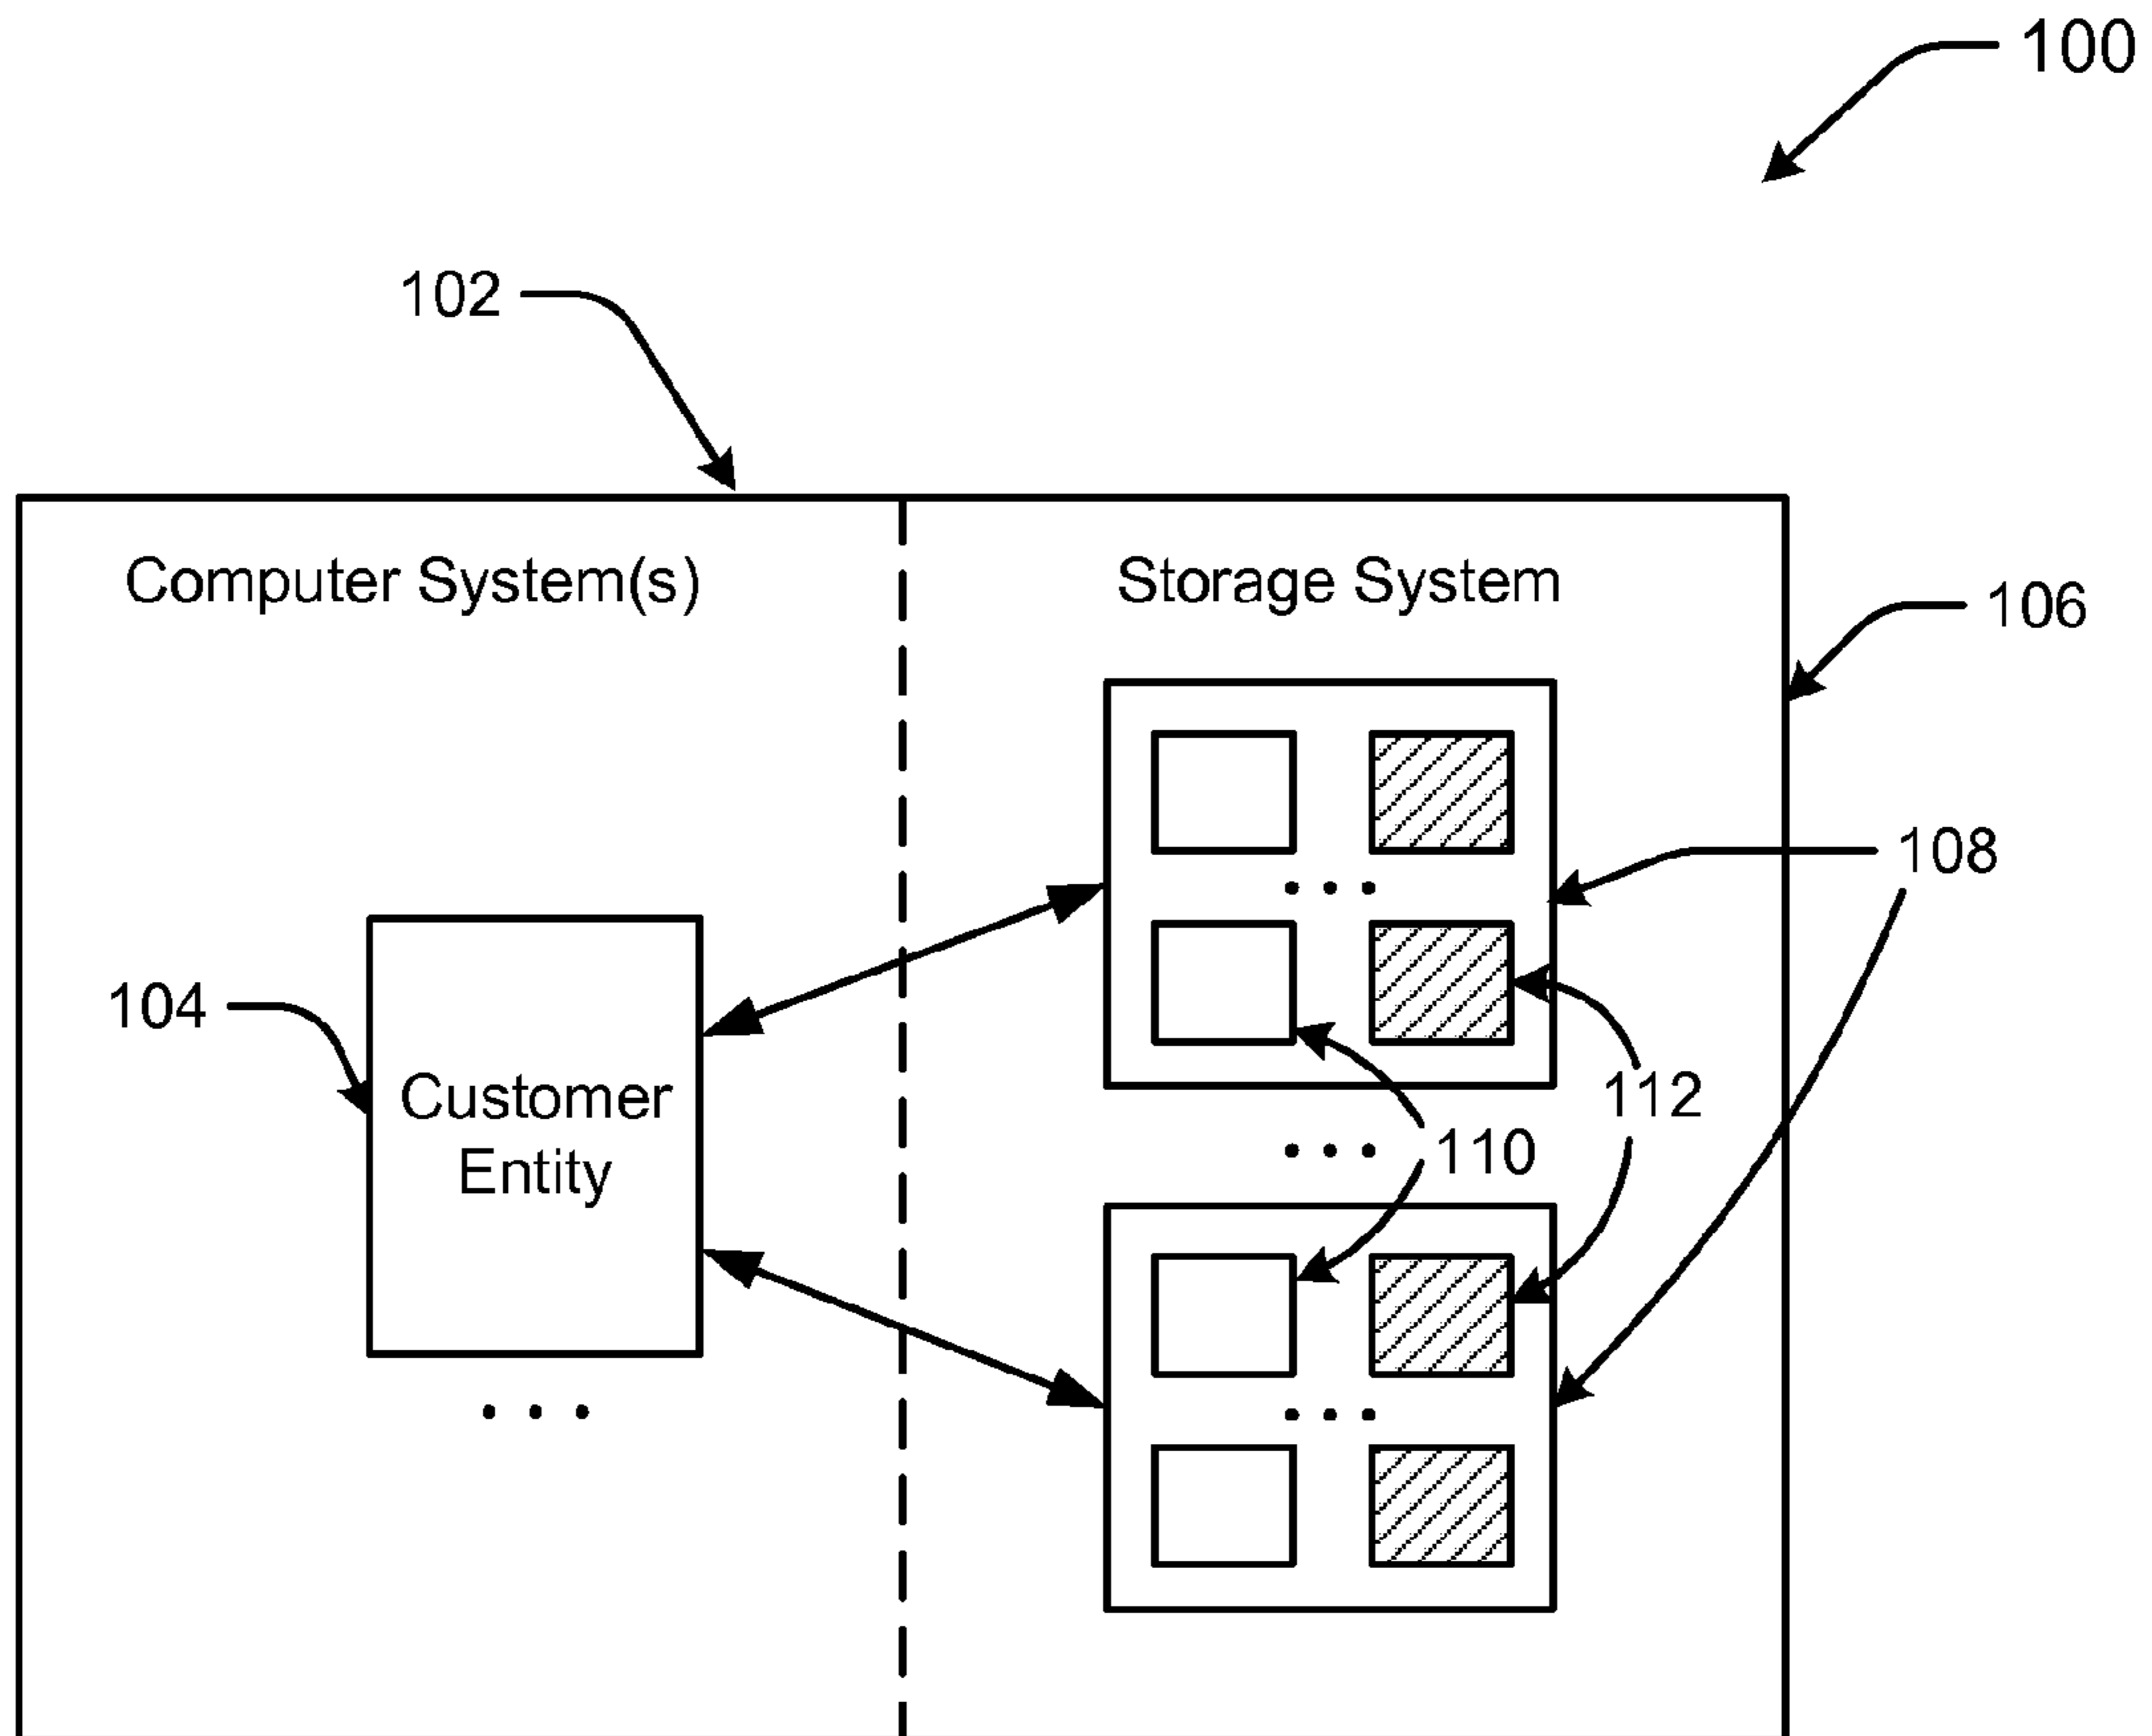 100
102
Computer System(s)
Storage System
106
108
104
Customer
Entity
112
110